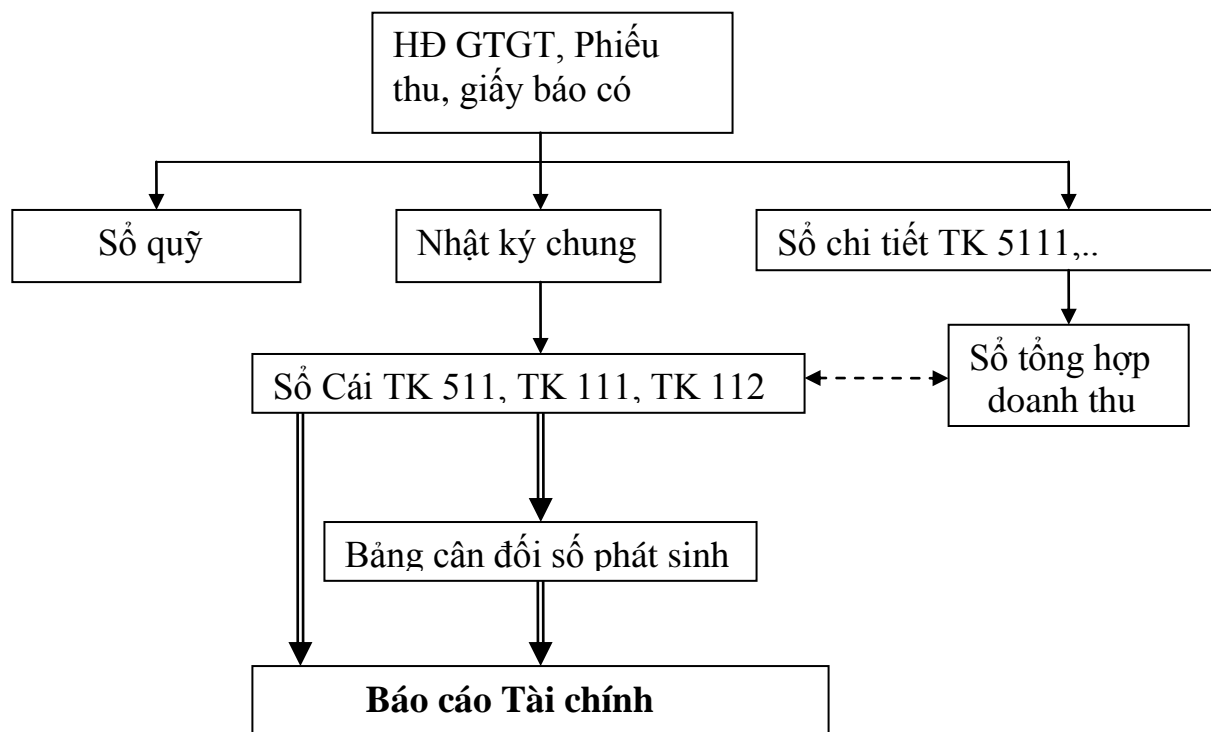 HĐ GTGT, Phiếu
thu, giấy báo có
Sổ quỹ
Nhật ký chung
Sổ chi tiết TK 5111,..
Sổ Cái TK 511, TK 111, TK 112
Sổ tổng hợp
doanh thu
Bảng cân đối số phát sinh
Báo cáo Tài chính